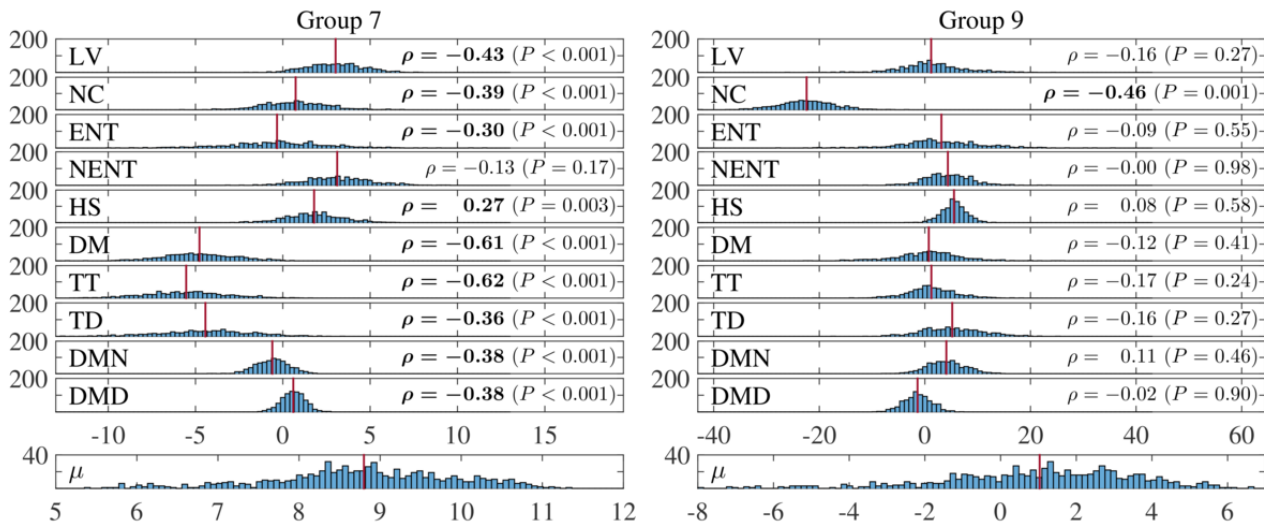 Group 7
200 LV ρ = −0.43 (P < 0.001)
200 NC ρ = −0.39 (P < 0.001)
200 ENT ρ = −0.30 (P < 0.001)
200 NENT ρ = −0.13 (P = 0.17)
200 HS ρ = 0.27 (P = 0.003)
200 DM ρ = −0.61 (P < 0.001)
200 TT ρ = −0.62 (P < 0.001)
200 TD ρ = −0.36 (P < 0.001)
200 DMN ρ = −0.38 (P < 0.001)
200 DMD ρ = −0.38 (P < 0.001)
-10 -5 0 5 10 15
40 μ
5 6 7 8 9 10 11 12
Group 9
200 LV ρ = −0.16 (P = 0.27)
200 NC ρ = −0.46 (P = 0.001)
200 ENT ρ = −0.09 (P = 0.55)
200 NENT ρ = −0.00 (P = 0.98)
200 HS ρ = 0.08 (P = 0.58)
200 DM ρ = −0.12 (P = 0.41)
200 TT ρ = −0.17 (P = 0.24)
200 TD ρ = −0.16 (P = 0.27)
200 DMN ρ = 0.11 (P = 0.46)
200 DMD ρ = −0.02 (P = 0.90)
-40 -20 0 20 40 60
40 μ
-8 -6 -4 -2 0 2 4 6